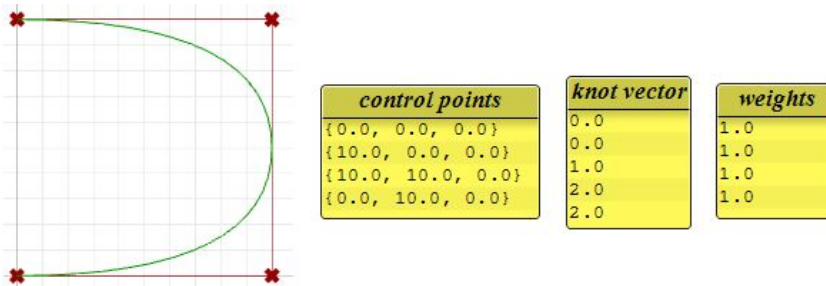 control points
{0.0, 0.0, 0.0}
{10.0, 0.0, 0.0}
{10.0, 10.0, 0.0}
{0.0, 10.0, 0.0}
knot vector
0.0
0.0
1.0
2.0
2.0
weights
1.0
1.0
1.0
1.0